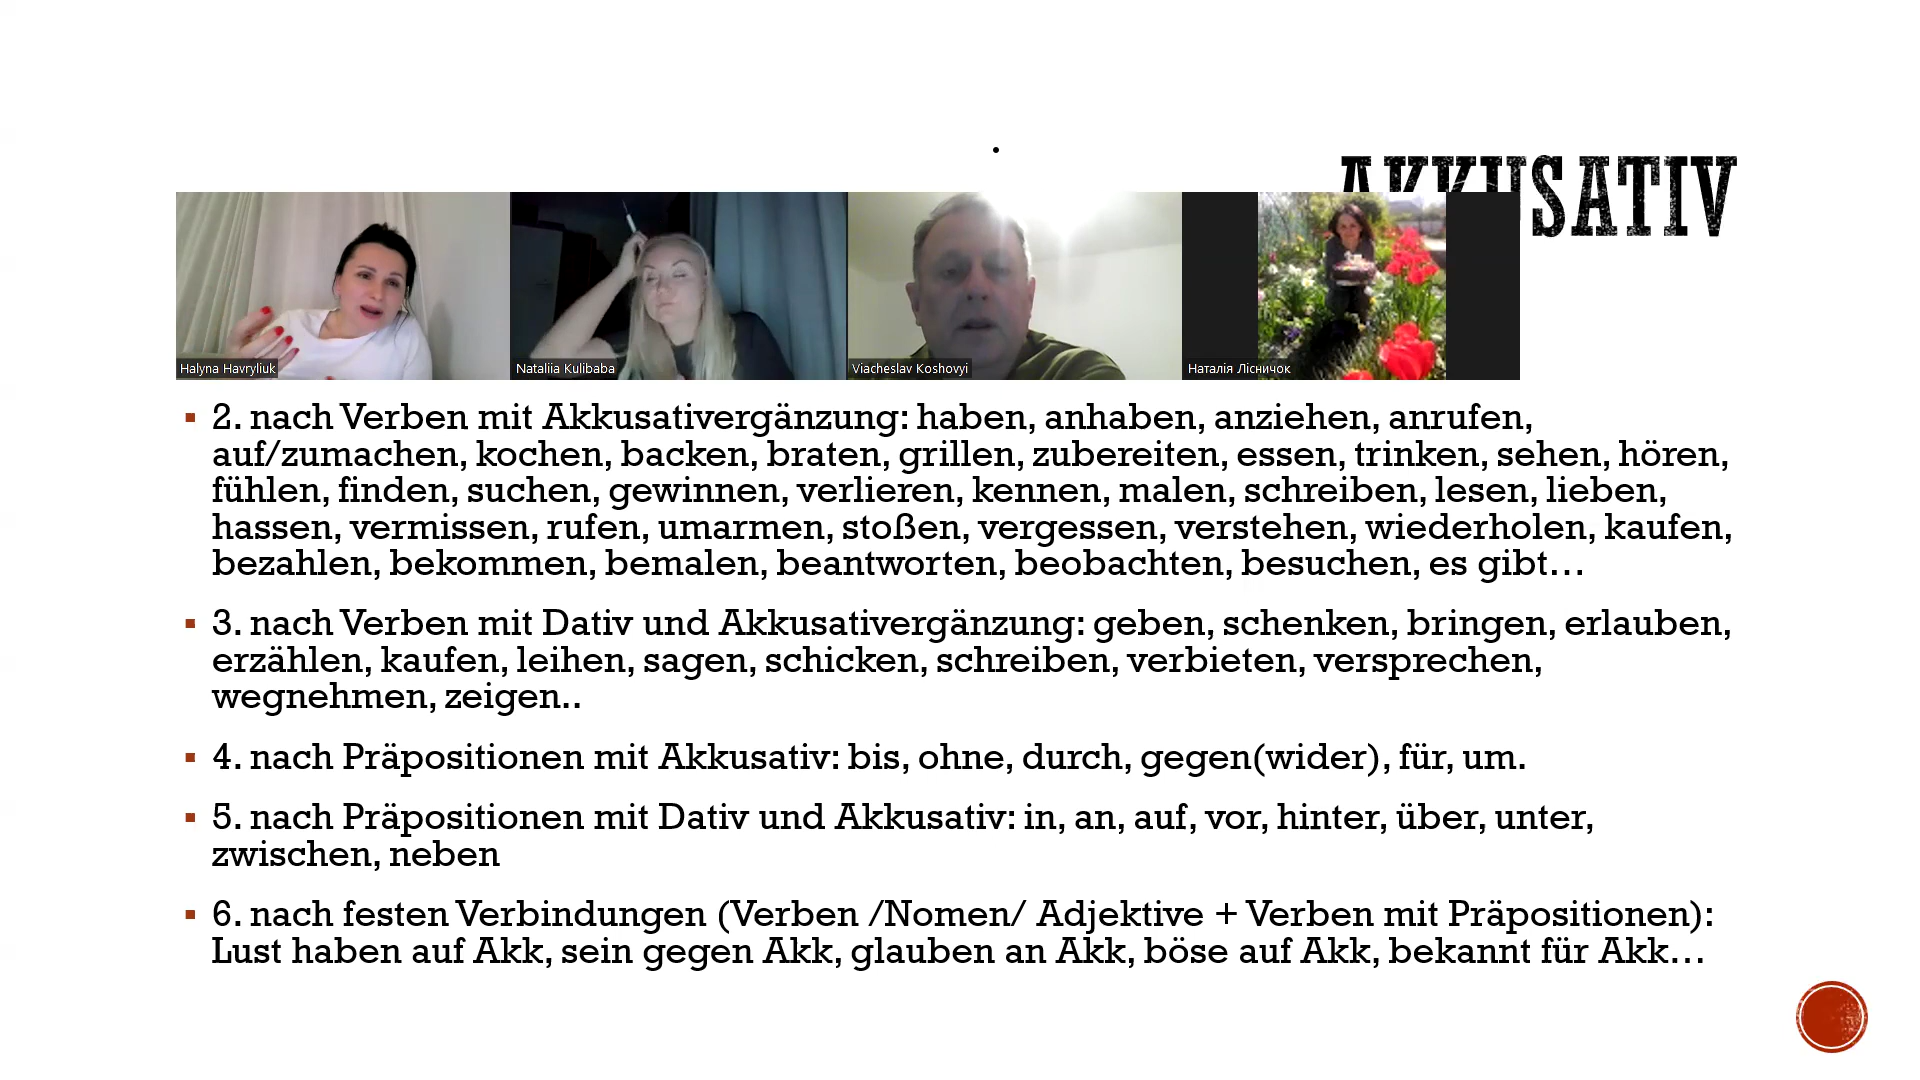 AKKUSATIV
Halyna Havryliuk
Nataliia Kulibaba
Viacheslav Koshovyi
Наталія Лісничок
2. nach Verben mit Akkusativergänzung: haben, anhaben, anziehen, anrufen,
auf/zumachen, kochen, backen, braten, grillen, zubereiten, essen, trinken, sehen, hören,
fühlen, finden, suchen, gewinnen, verlieren, kennen, malen, schreiben, lesen, lieben,
hassen, vermissen, rufen, umarmen, stoßen, vergessen, verstehen, wiederholen, kaufen,
bezahlen, bekommen, bemalen, beantworten, beobachten, besuchen, es gibt…
3. nach Verben mit Dativ und Akkusativergänzung: geben, schenken, bringen, erlauben,
erzählen, kaufen, leihen, sagen, schicken, schreiben, verbieten, versprechen,
wegnehmen, zeigen..
4. nach Präpositionen mit Akkusativ: bis, ohne, durch, gegen(wider), für, um.
5. nach Präpositionen mit Dativ und Akkusativ: in, an, auf, vor, hinter, über, unter,
zwischen, neben
6. nach festen Verbindungen (Verben /Nomen/ Adjektive + Verben mit Präpositionen):
Lust haben auf Akk, sein gegen Akk, glauben an Akk, böse auf Akk, bekannt für Akk…